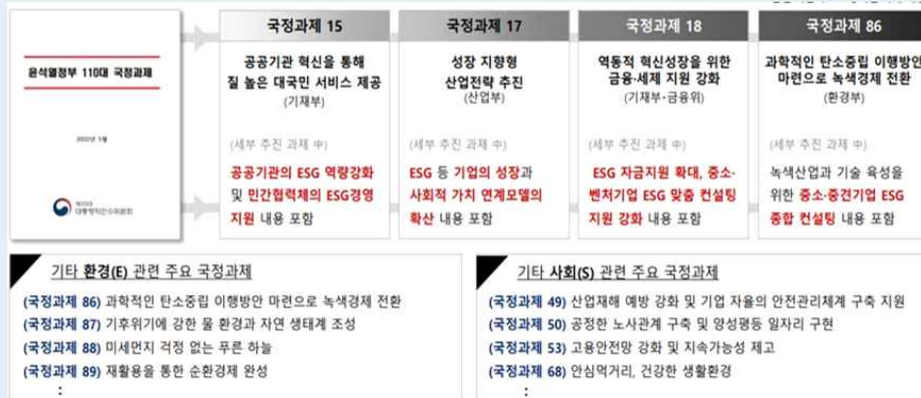 윤석열정부 110대 국정과제
2022년 5월
대통령직인수위원회
국정과제 15
공공기관 혁신을 통해
질 높은 대국민 서비스 제공
(기재부)
(세부 추진 과제 中)
공공기관의 ESG 역량강화
및 민간협력체의 ESG경영
지원 내용 포함
국정과제 17
성장 지향형
산업전략 추진
(산업부)
(세부 추진 과제 中)
ESG 등 기업의 성장과
사회적 가치 연계모델의
확산 내용 포함
국정과제 18
역동적 혁신성장을 위한
금융·세제 지원 강화
(기재부·금융위)
(세부 추진 과제 中)
ESG 자금지원 확대, 중소·
벤처기업 ESG 맞춤 컨설팅
지원 강화 내용 포함
국정과제 86
과학적인 탄소중립 이행방안
마련으로 녹색경제 전환
(환경부)
(세부 추진 과제 中)
녹색산업과 기술 육성을
위한 중소·중견기업 ESG
종합 컨설팅 내용 포함
기타 환경(E) 관련 주요 국정과제
(국정과제 86) 과학적인 탄소중립 이행방안 마련으로 녹색경제 전환
(국정과제 87) 기후위기에 강한 물 환경과 자연 생태계 조성
(국정과제 88) 미세먼지 걱정 없는 푸른 하늘
(국정과제 89) 재활용을 통한 순환경제 완성
:
기타 사회(S) 관련 주요 국정과제
(국정과제 49) 산업재해 예방 강화 및 기업 자율의 안전관리체계 구축 지원
(국정과제 50) 공정한 노사관계 구축 및 양성평등 일자리 구현
(국정과제 53) 고용안전망 강화 및 지속가능성 제고
(국정과제 68) 안심먹거리, 건강한 생활환경
: